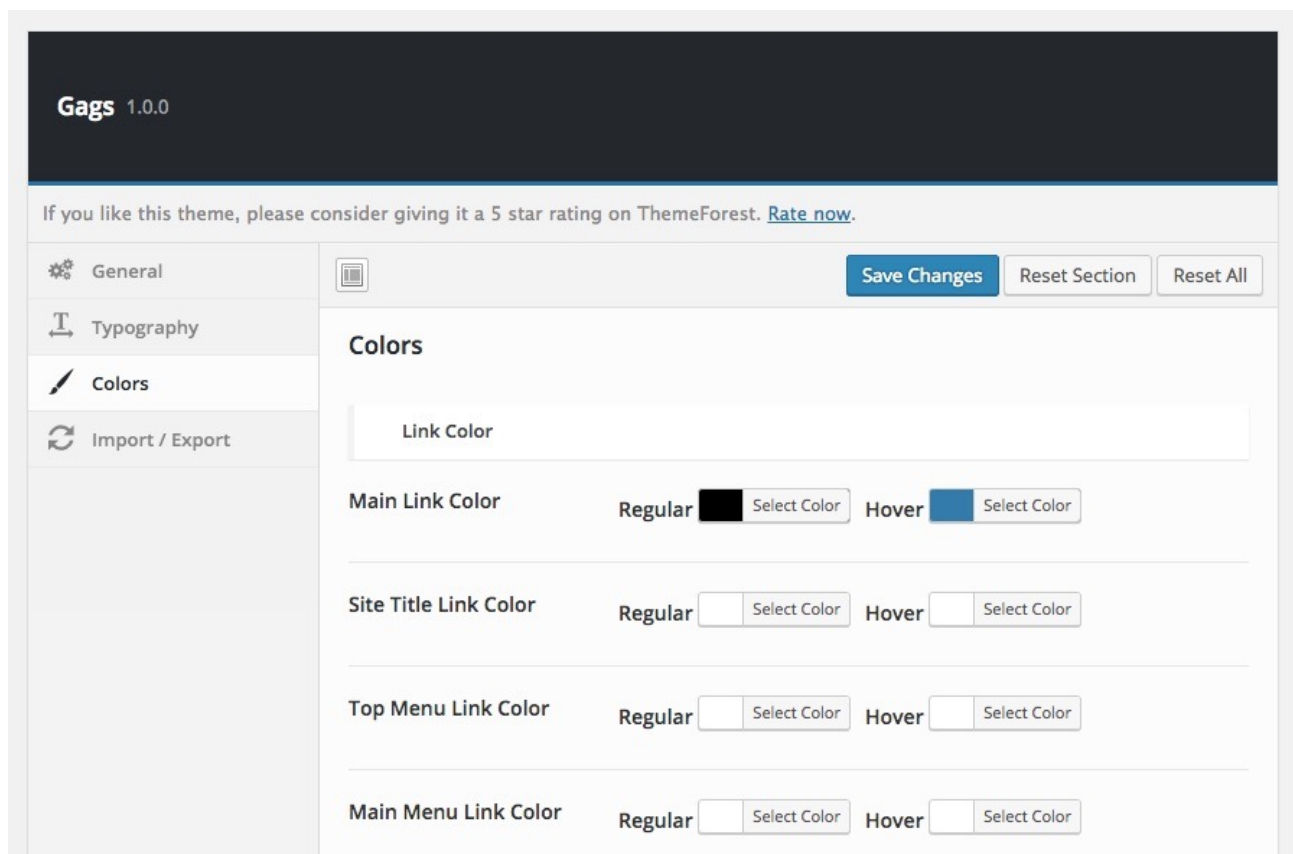 Gags 1.0.0
If you like this theme, please consider giving it a 5 star rating on ThemeForest. Rate now.
General
Typography
Colors
Import / Export
Save Changes Reset Section Reset All
Colors
Link Color
Main Link Color Regular Select Color Hover Select Color
Site Title Link Color Regular Select Color Hover Select Color
Top Menu Link Color Regular Select Color Hover Select Color
Main Menu Link Color Regular Select Color Hover Select Color